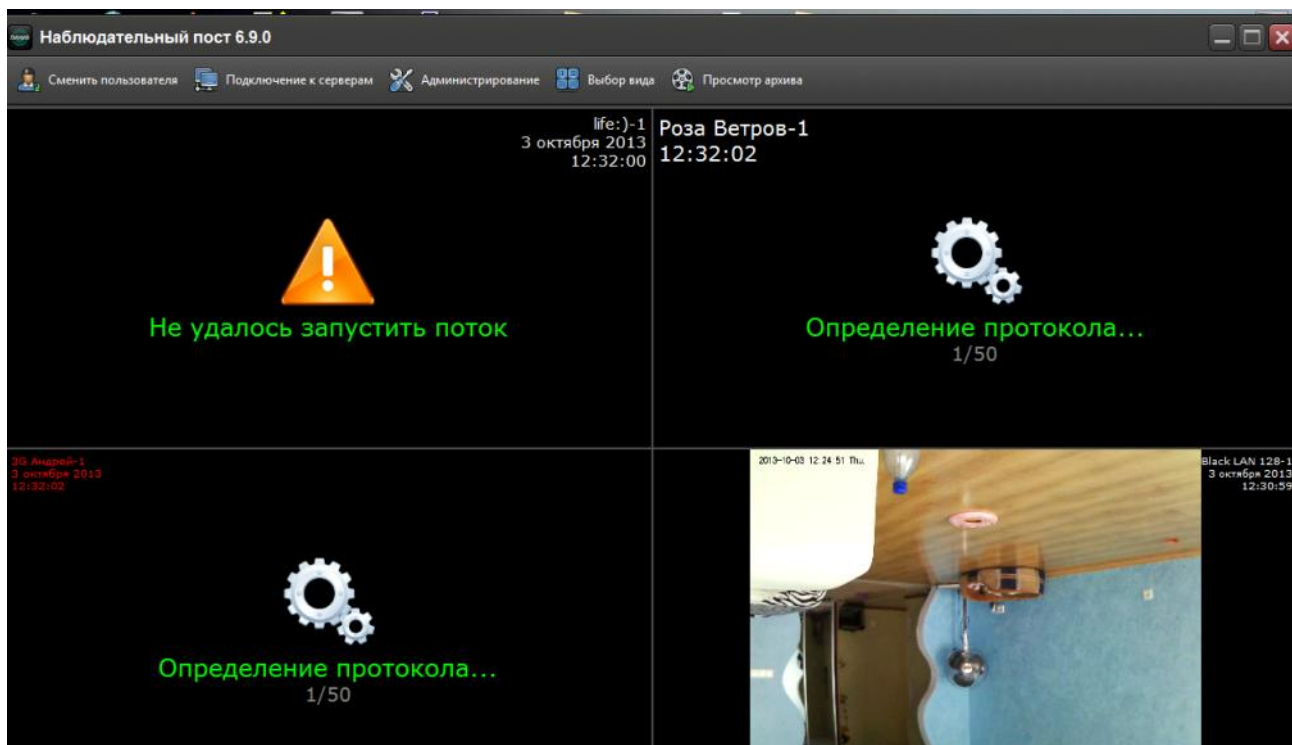 Наблюдательный пост 6.9.0
Сменить пользователя Подключение к серверам Администрирование Выбор вида Просмотр архива
life:)-1
3 октября 2013
12:32:00
Не удалось запустить поток
Роза Ветров-1
12:32:02
Определение протокола...
1/50
3G Андрей-1
3 октября 2013
12:32:02
Определение протокола...
1/50
2013-10-03 12:24:51 Thu.
Black LAN 128-1
3 октября 2013
12:30:59